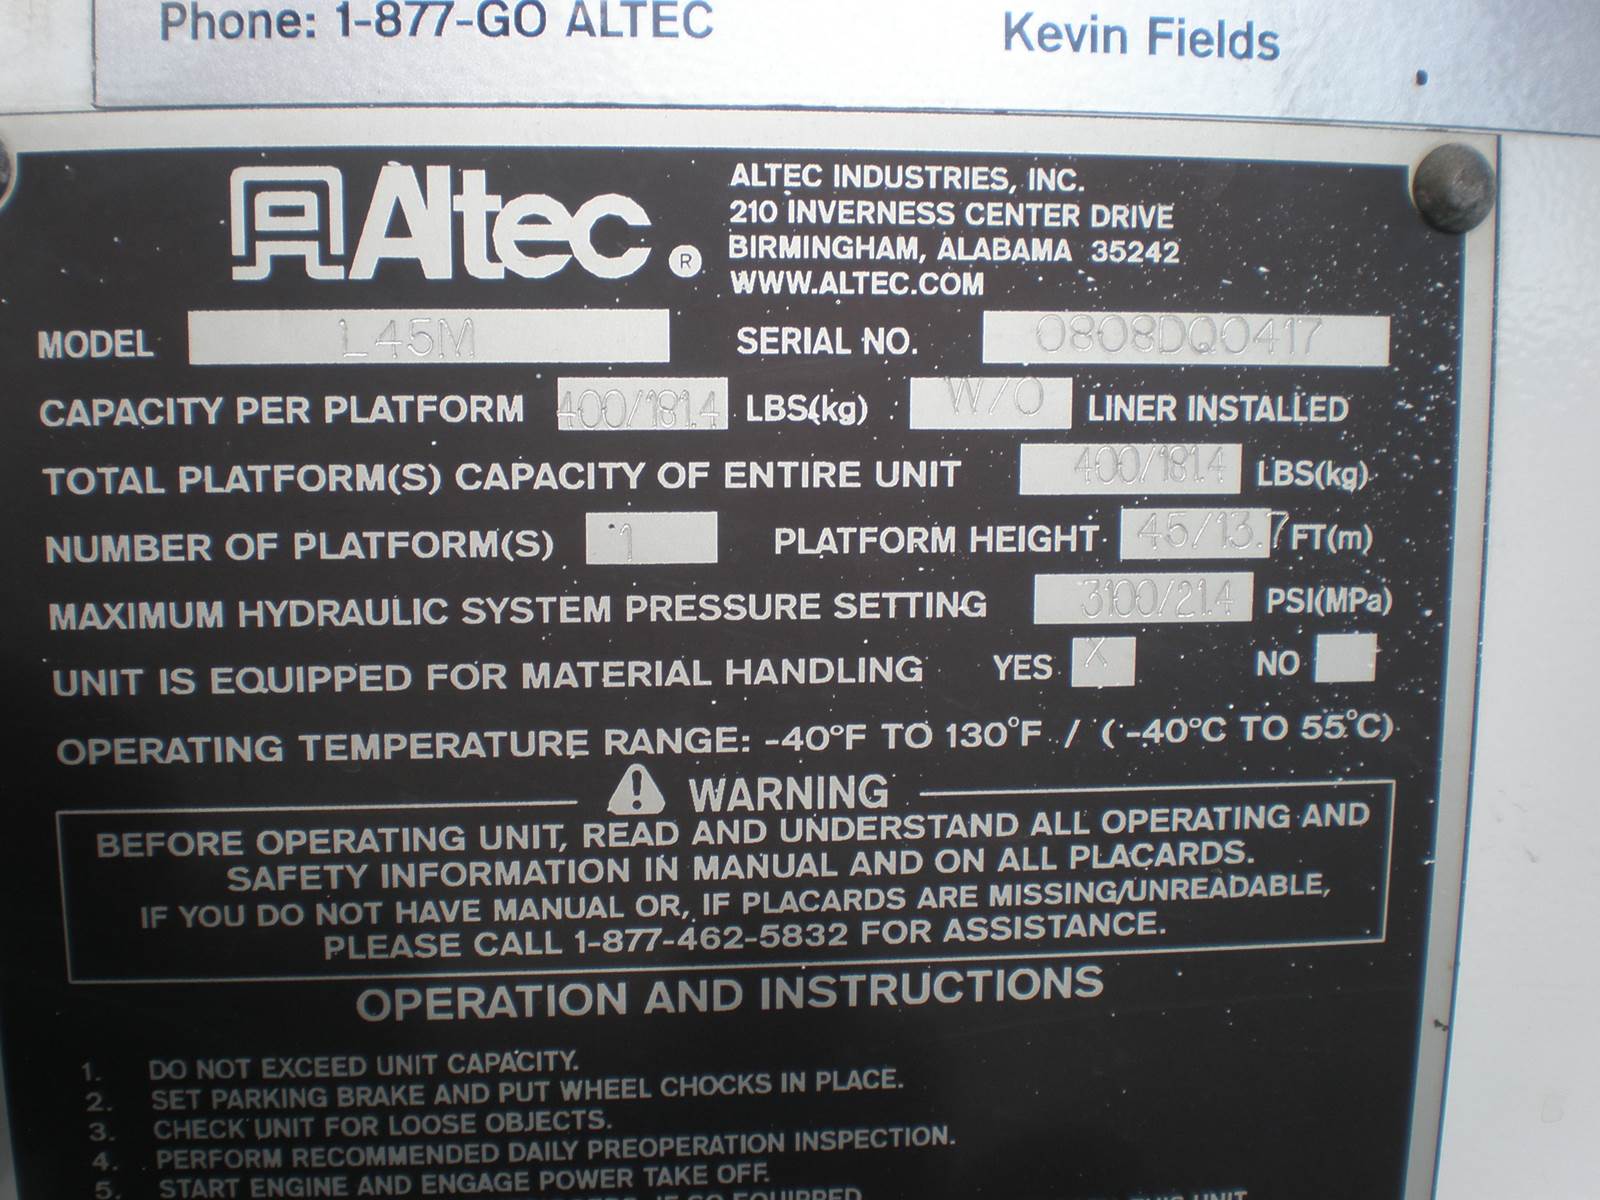 Phone: 1-877-GO ALTEC
Kevin Fields
Altec ®
ALTEC INDUSTRIES, INC.
210 INVERNESS CENTER DRIVE
BIRMINGHAM, ALABAMA 35242
WWW.ALTEC.COM
MODEL L45M SERIAL NO. 0808DQ0417
CAPACITY PER PLATFORM 400/181.4 LBS(kg) W/O LINER INSTALLED
TOTAL PLATFORM(S) CAPACITY OF ENTIRE UNIT 400/181.4 LBS(kg)
NUMBER OF PLATFORM(S) 1 PLATFORM HEIGHT 45/13.7 FT(m)
MAXIMUM HYDRAULIC SYSTEM PRESSURE SETTING 3100/21.4 PSI(MPa)
UNIT IS EQUIPPED FOR MATERIAL HANDLING YES X NO
OPERATING TEMPERATURE RANGE: -40°F TO 130°F / (-40°C TO 55°C)
WARNING
BEFORE OPERATING UNIT, READ AND UNDERSTAND ALL OPERATING AND
SAFETY INFORMATION IN MANUAL AND ON ALL PLACARDS.
IF YOU DO NOT HAVE MANUAL OR, IF PLACARDS ARE MISSING/UNREADABLE,
PLEASE CALL 1-877-462-5832 FOR ASSISTANCE.
OPERATION AND INSTRUCTIONS
1. DO NOT EXCEED UNIT CAPACITY.
2. SET PARKING BRAKE AND PUT WHEEL CHOCKS IN PLACE.
3. CHECK UNIT FOR LOOSE OBJECTS.
4. PERFORM RECOMMENDED DAILY PREOPERATION INSPECTION.
5. START ENGINE AND ENGAGE POWER TAKE OFF.
IF SO EQUIPPED THIS UNIT